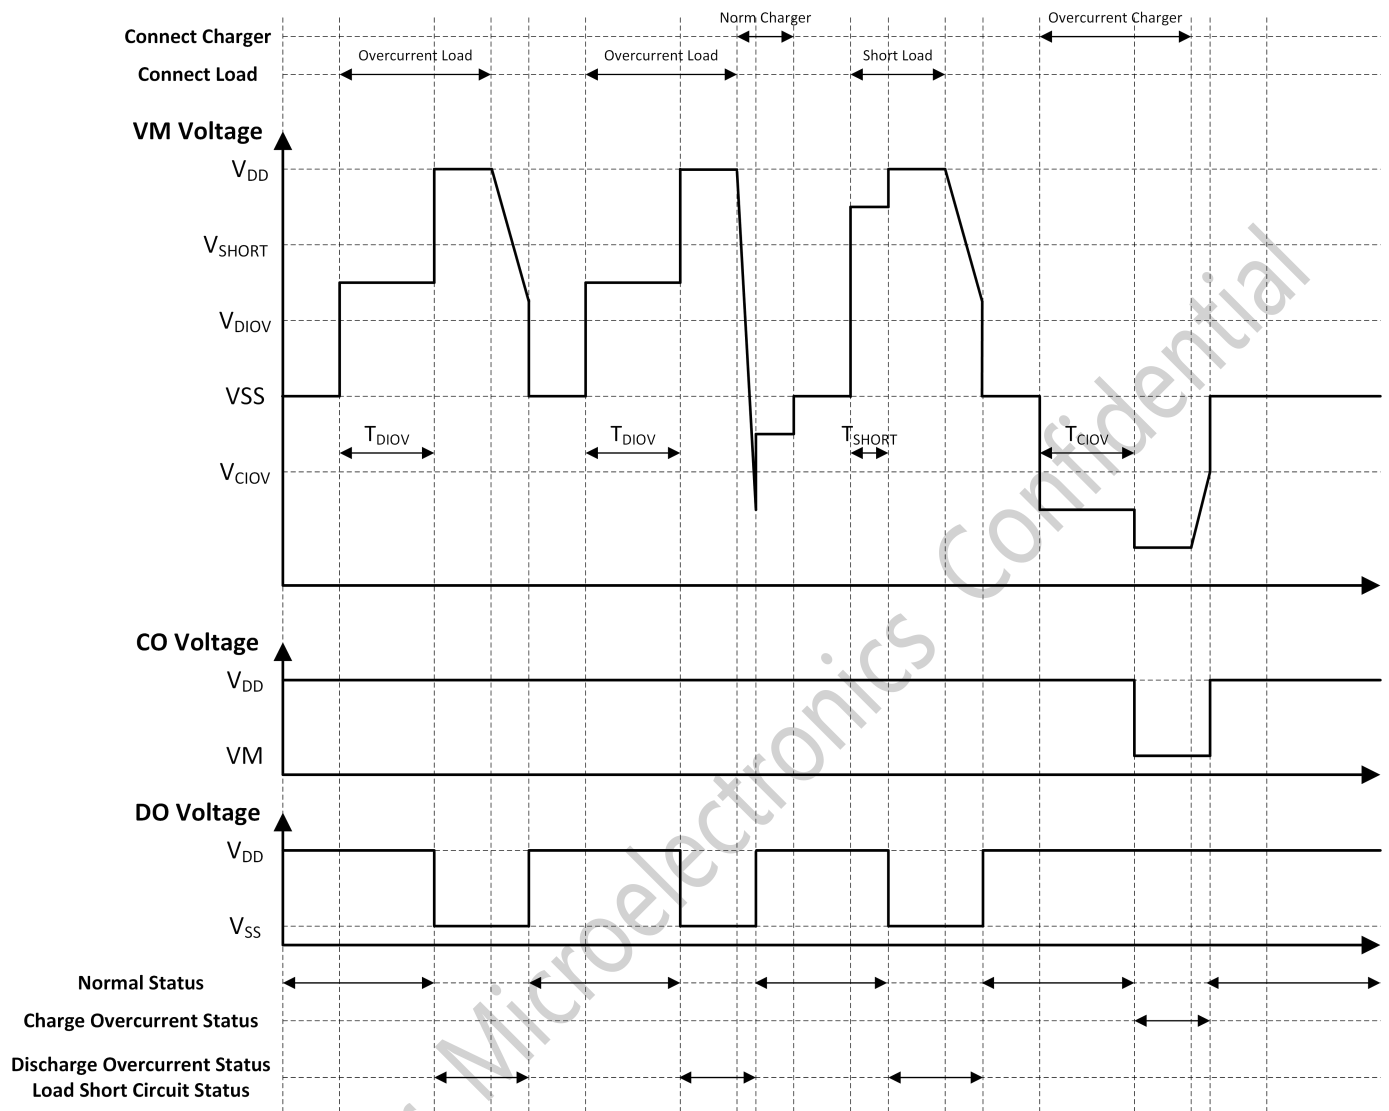 Norm Charger
Overcurrent Charger
Connect Charger
Overcurrent Load
Overcurrent Load
Short Load
Connect Load
VM Voltage
VDD
VSHORT
VDIOV
VSS
TDIOV
TDIOV
TSHORT
TCIOV
VCIOV
CO Voltage
VDD
VM
DO Voltage
VDD
VSS
Normal Status
Charge Overcurrent Status
Discharge Overcurrent Status
Load Short Circuit Status
Microelectronics Confidential